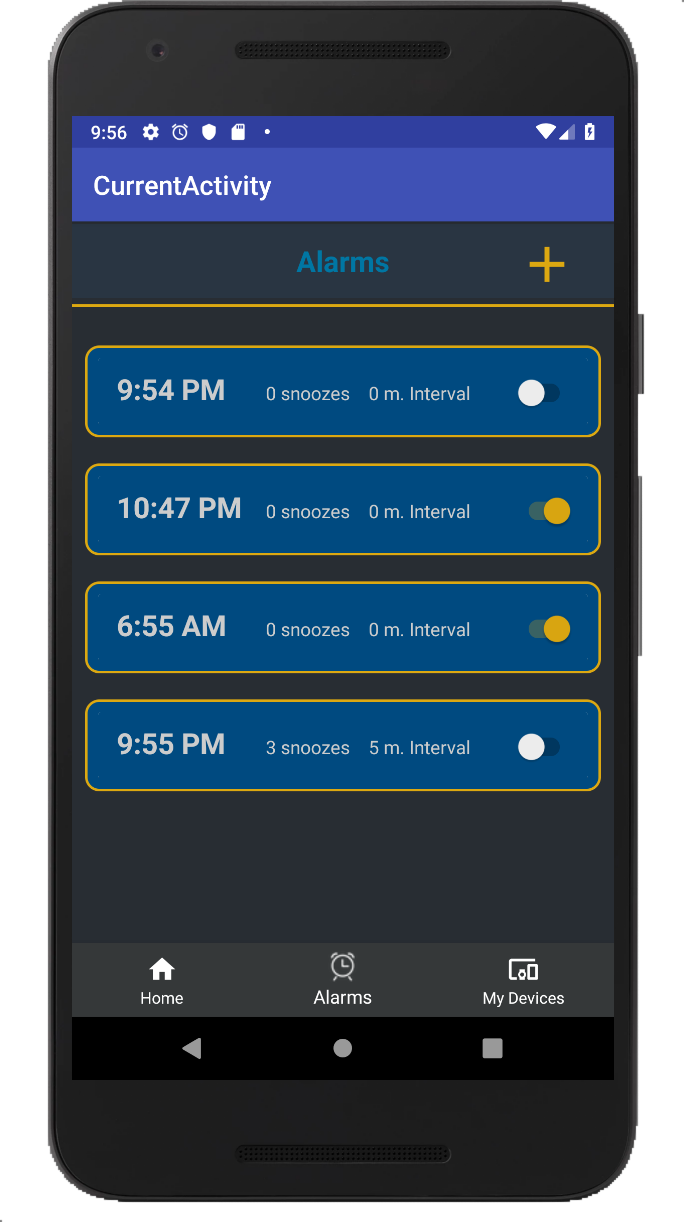 9:56
CurrentActivity
Alarms
9:54 PM 0 snoozes 0 m. Interval
10:47 PM 0 snoozes 0 m. Interval
6:55 AM 0 snoozes 0 m. Interval
9:55 PM 3 snoozes 5 m. Interval
Home Alarms My Devices